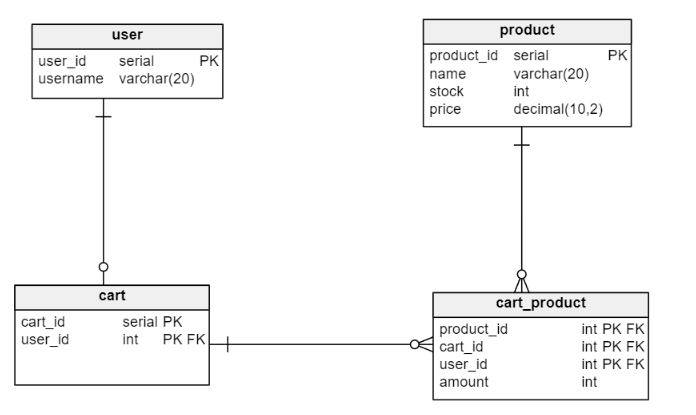 user
user_id serial PK
username varchar(20)
product
product_id serial PK
name varchar(20)
stock int
price decimal(10,2)
cart
cart_id serial PK
user_id int PK FK
cart_product
product_id int PK FK
cart_id int PK FK
user_id int PK FK
amount int